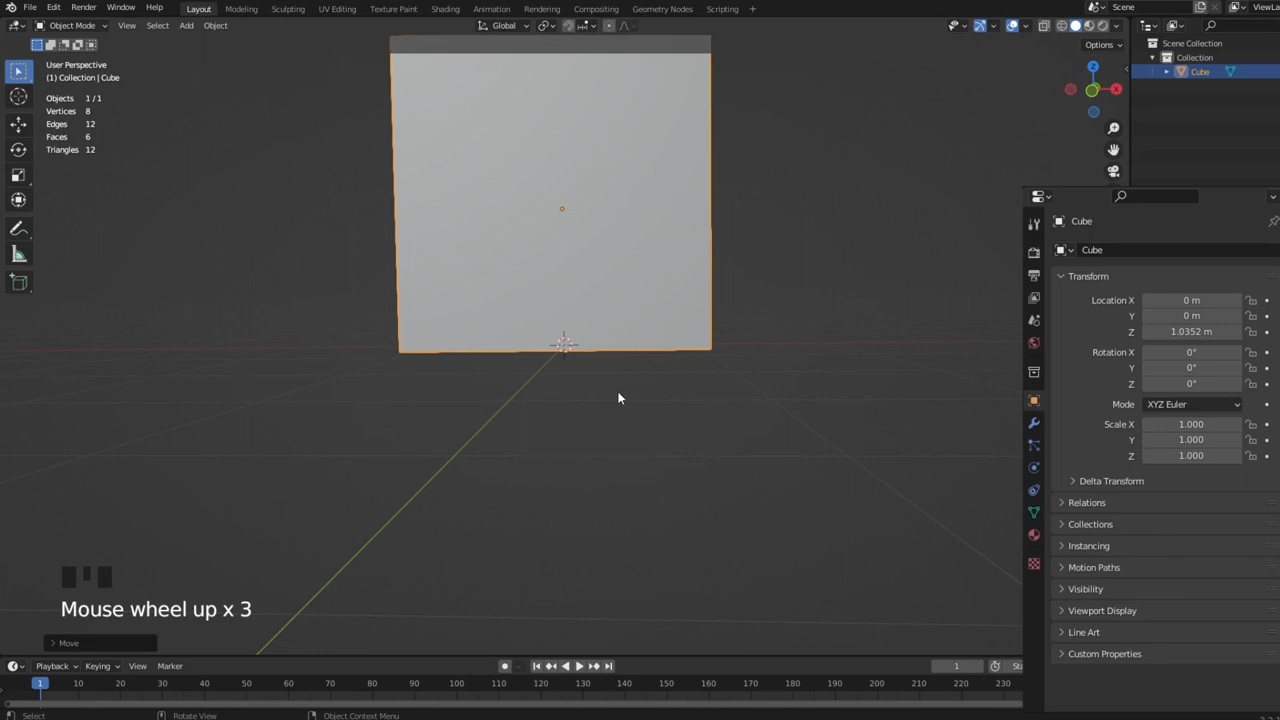 File Edit Render Window Help Layout Modeling Sculpting UV Editing Texture Paint Shading Animation Rendering Compositing Geometry Nodes Scripting + Scene
Object Mode View Select Add Object Global Options
User Perspective
(1) Collection | Cube
Objects 1/1
Vertices 8
Edges 12
Faces 6
Triangles 12
Z
X
Scene Collection
Collection
Cube
Cube
Cube
Transform
Location X 0 m
Y 0 m
Z 1.0352 m
Rotation X 0°
Y 0°
Z 0°
Mode XYZ Euler
Scale X 1.000
Y 1.000
Z 1.000
Delta Transform
Relations
Collections
Instancing
Motion Paths
Visibility
Viewport Display
Line Art
Custom Properties
Mouse wheel up x 3
Move
Playback Keying View Marker 1
1 10 20 30 40 50 60 70 80 90 100 110 120 130 140 150 160 170 180 190 200 210 220 230
Select Rotate View Object Context Menu